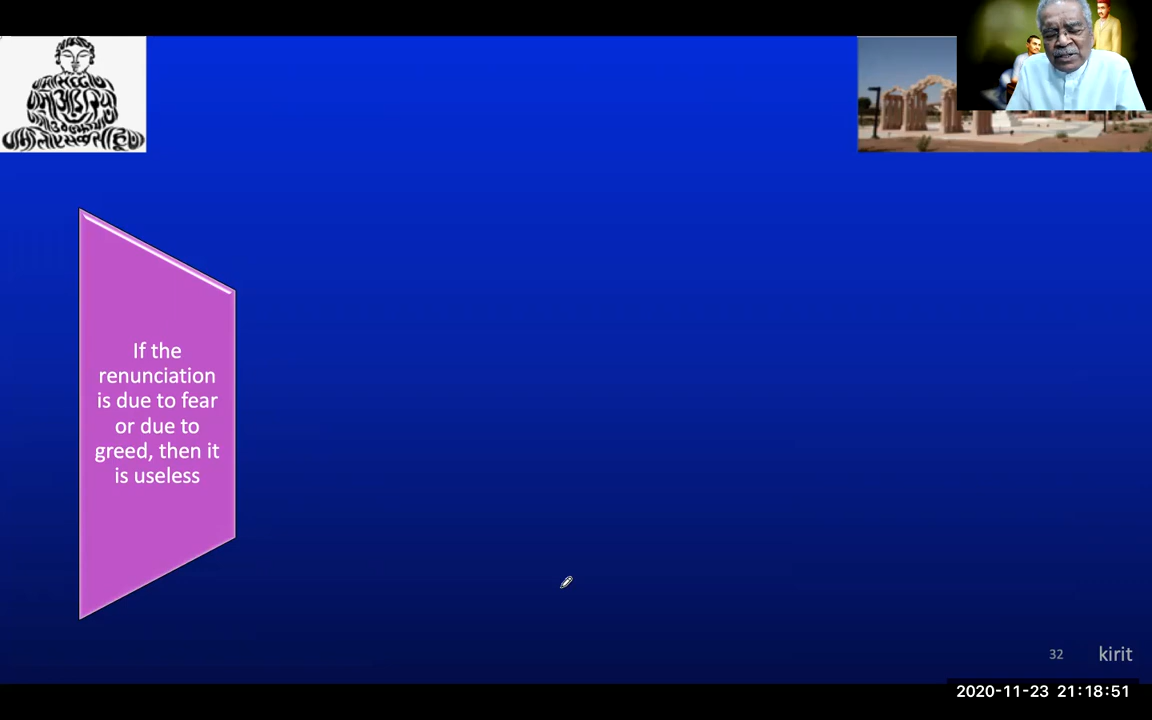 If the
renunciation
is due to fear
or due to
greed, then it
is useless
32
kirit
2020-11-23 21:18:51